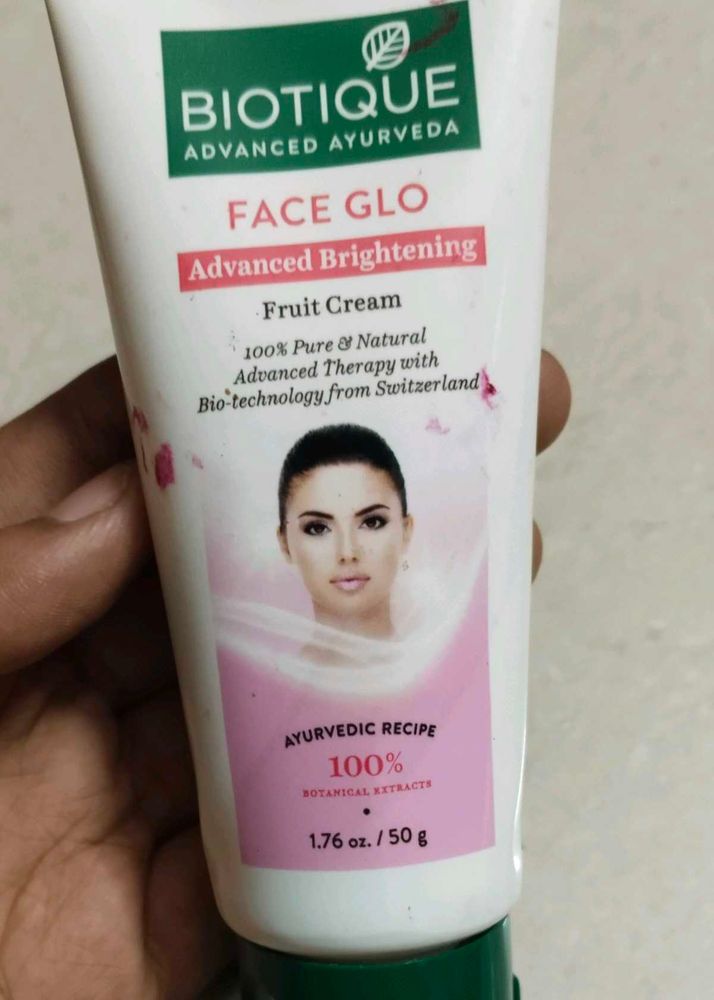 BIOTIQUE
ADVANCED AYURVEDA
FACE GLO
Advanced Brightening
Fruit Cream
100% Pure & Natural
Advanced Therapy with
Bio-technology from Switzerland
AYURVEDIC RECIPE
100%
BOTANICAL EXTRACTS
1.76 oz. / 50 g